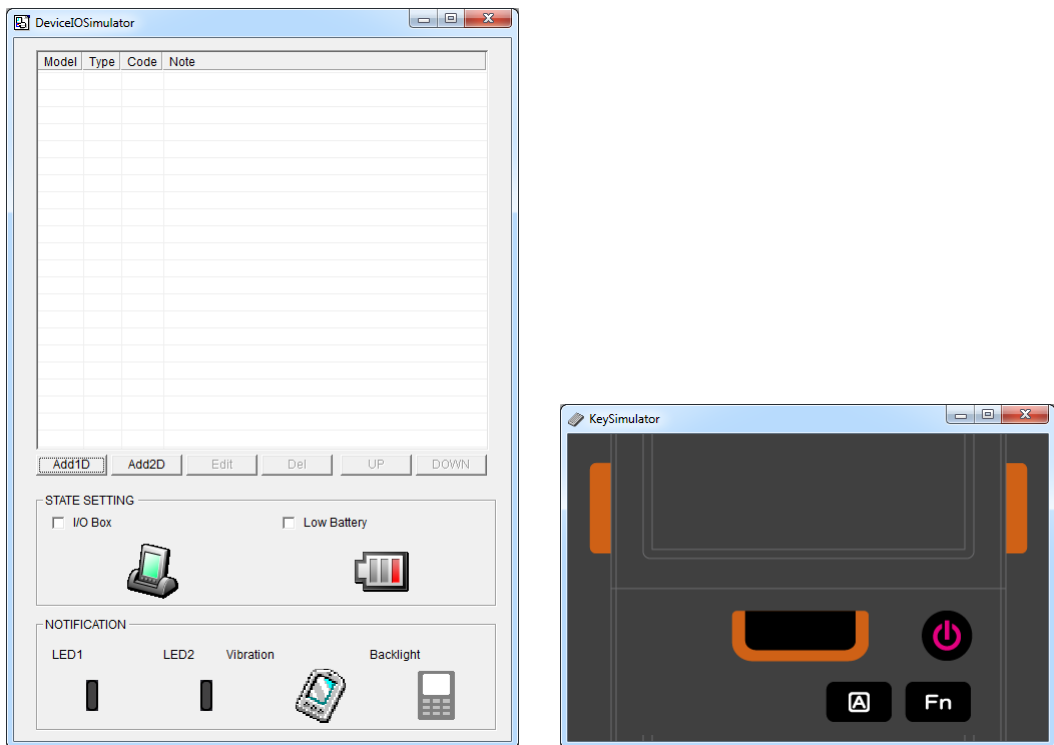 DeviceIOSimulator
Model Type Code Note
Add1D Add2D Edit Del UP DOWN
STATE SETTING
I/O Box Low Battery
NOTIFICATION
LED1 LED2 Vibration Backlight
KeySimulator
A Fn